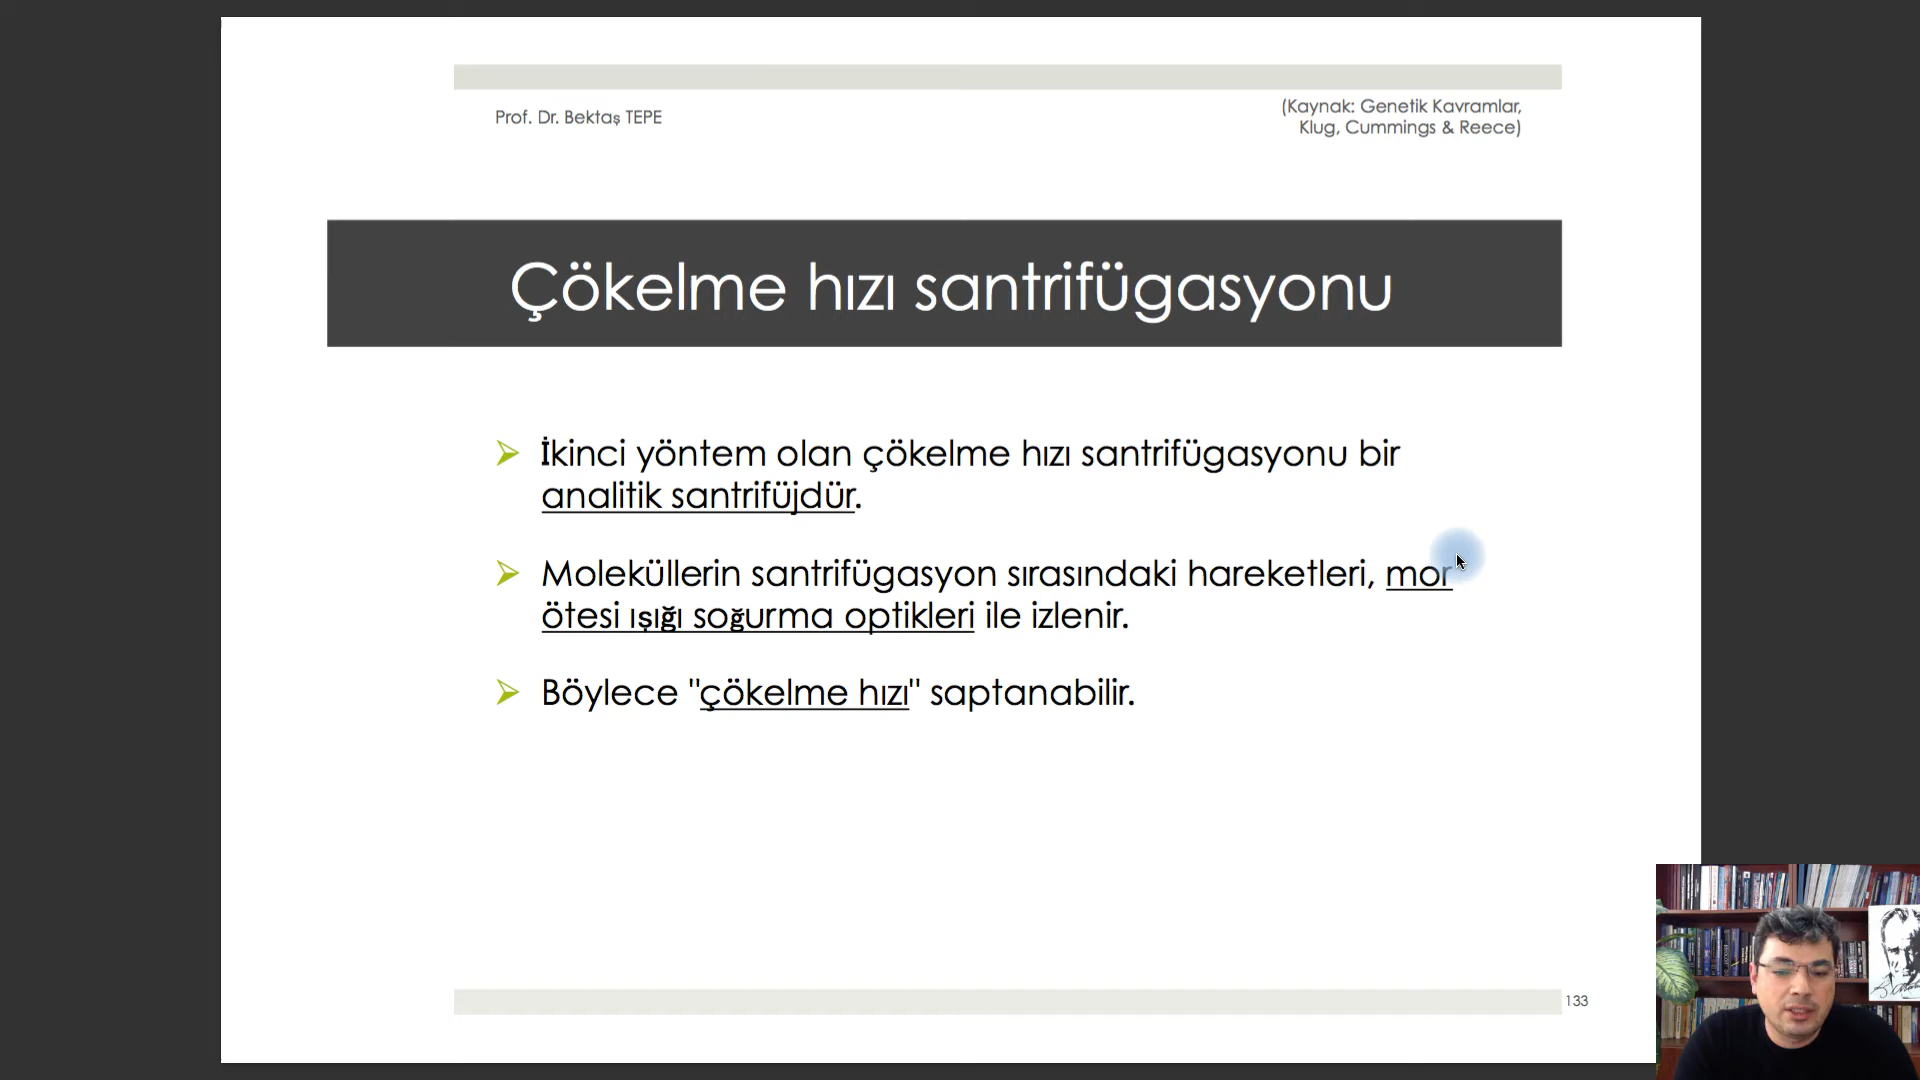 Prof. Dr. Bektaş TEPE
(Kaynak: Genetik Kavramlar,
Klug, Cummings & Reece)
Çökelme hızı santrifügasyonu
İkinci yöntem olan çökelme hızı santrifügasyonu bir
analitik santrifüjdür.
Moleküllerin santrifügasyon sırasındaki hareketleri, mor
ötesi ışığı soğurma optikleri ile izlenir.
Böylece "çökelme hızı" saptanabilir.
133